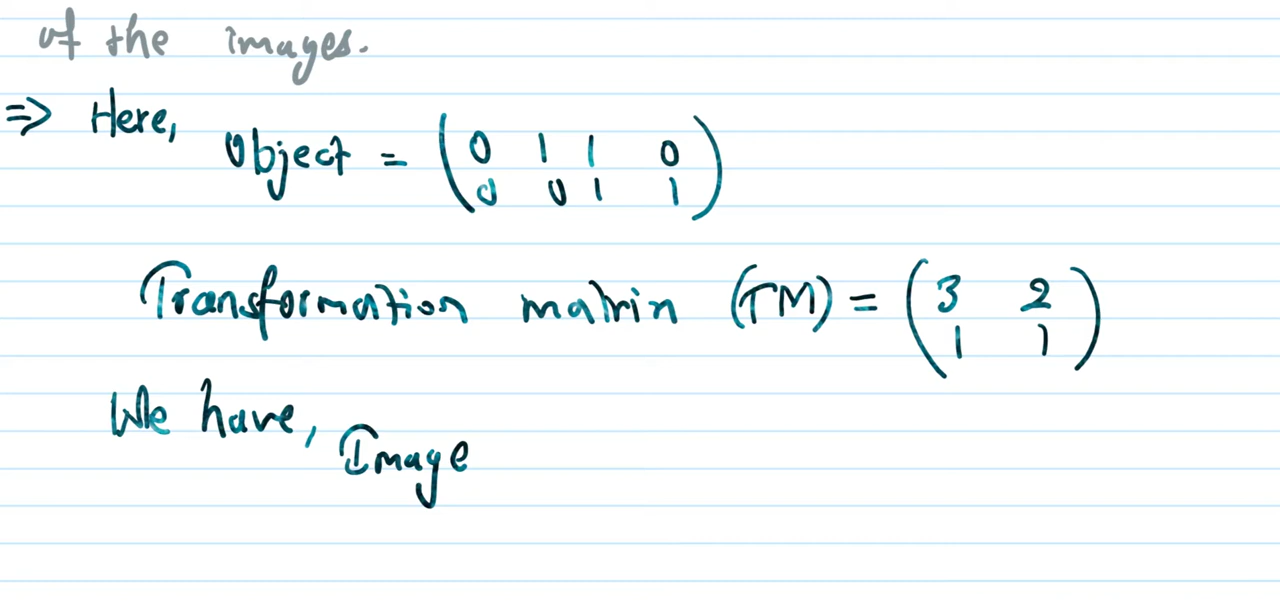 of the images.
⇒ Here,
Object = ( 0 1 1 0
0 0 1 1 )
Transformation matrin (TM) = ( 3 2
1 1 )
We have, Image